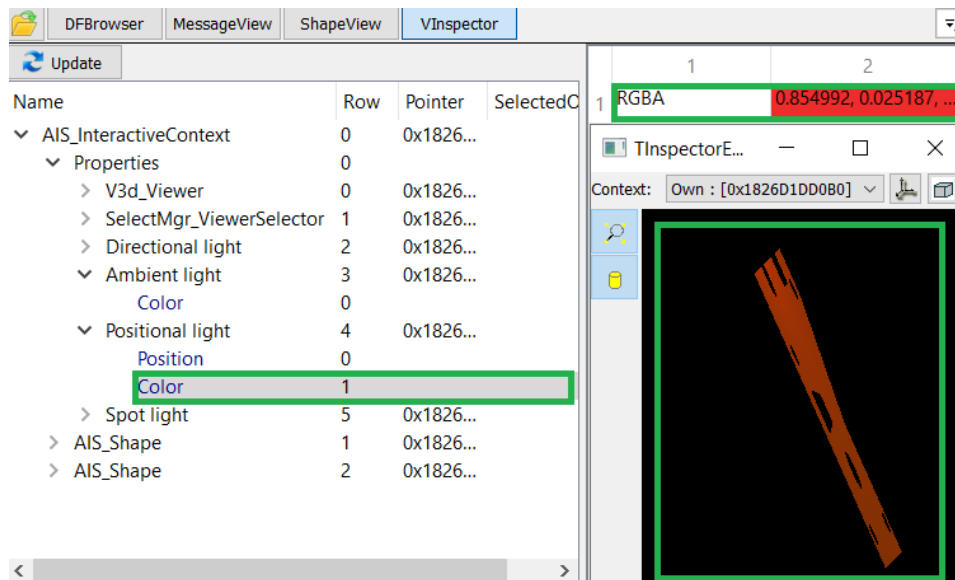 DFBrowser MessageView ShapeView VInspector
Update
Name Row Pointer SelectedO
AIS_InteractiveContext 0 0x1826...
Properties 0
V3d_Viewer 0 0x1826...
SelectMgr_ViewerSelector 1 0x1826...
Directional light 2 0x1826...
Ambient light 3 0x1826...
Color 0
Positional light 4 0x1826...
Position 0
Color 1
Spot light 5 0x1826...
AIS_Shape 1 0x1826...
AIS_Shape 2 0x1826...
1 2
1 RGBA 0.854992, 0.025187, ...
TInspectorE...
Context: Own : [0x1826D1DD0B0]